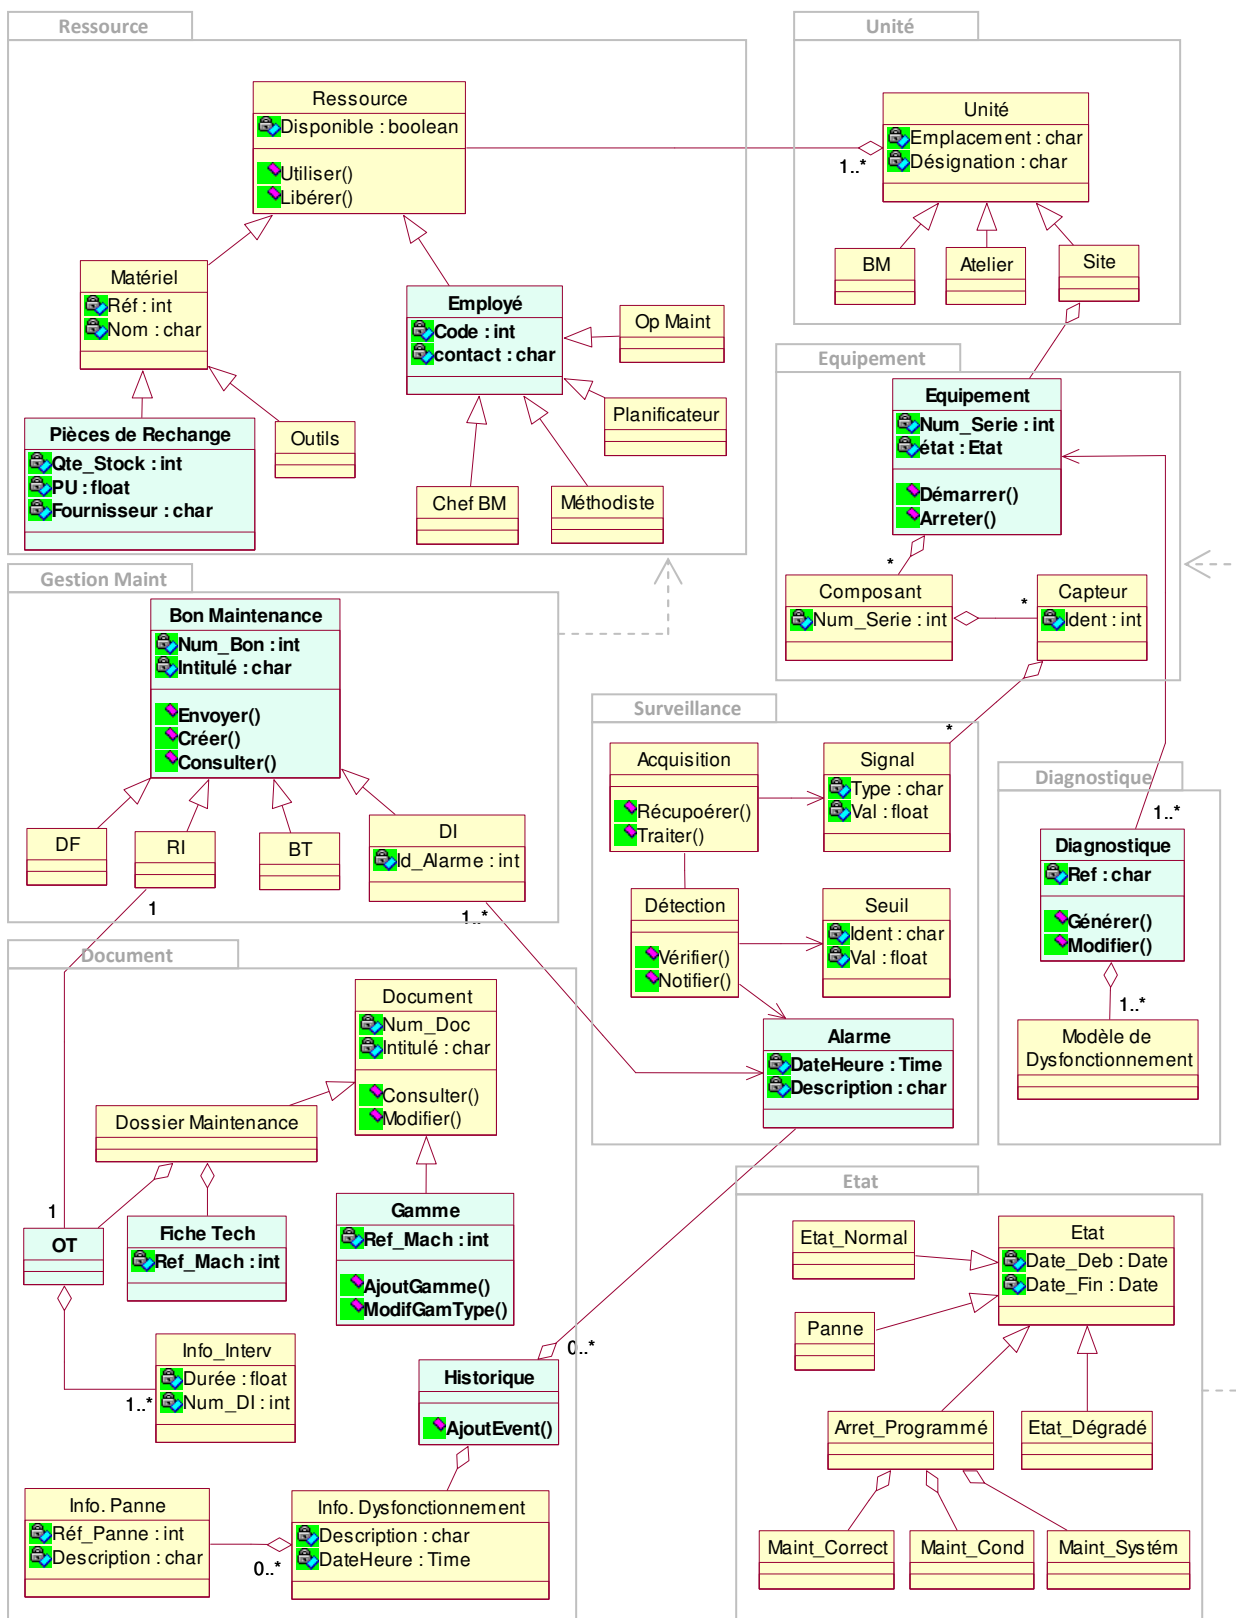 Ressource
Ressource
Disponible : boolean
Utiliser()
Libérer()
Matériel
Réf : int
Nom : char
Employé
Code : int
contact : char
Op Maint
Planificateur
Pièces de Rechange
Qte_Stock : int
PU : float
Fournisseur : char
Outils
Chef BM
Méthodiste
Unité
Unité
Emplacement : char
Désignation : char
1..*
BM
Atelier
Site
Equipement
Equipement
Num_Serie : int
état : Etat
Démarrer()
Arreter()
*
Composant
Num_Serie : int
*
Capteur
Ident : int
Gestion Maint
Bon Maintenance
Num_Bon : int
Intitulé : char
Envoyer()
Créer()
Consulter()
DF
RI
BT
DI
Id_Alarme : int
1
1..*
Surveillance
*
Acquisition
Récupoérer()
Traiter()
Signal
Type : char
Val : float
Détection
Vérifier()
Notifier()
Seuil
Ident : char
Val : float
Alarme
DateHeure : Time
Description : char
Diagnostique
1..*
Diagnostique
Ref : char
Générer()
Modifier()
1..*
Modèle de
Dysfonctionnement
Document
Document
Num_Doc
Intitulé : char
Consulter()
Modifier()
Dossier Maintenance
1
OT
Fiche Tech
Ref_Mach : int
Gamme
Ref_Mach : int
AjoutGamme()
ModifGamType()
Info_Interv
Durée : float
Num_DI : int
1..*
0..*
Historique
AjoutEvent()
Info. Panne
Réf_Panne : int
Description : char
0..*
Info. Dysfonctionnement
Description : char
DateHeure : Time
Etat
Etat_Normal
Etat
Date_Deb : Date
Date_Fin : Date
Panne
Arret_Programmé
Etat_Dégradé
Maint_Correct
Maint_Cond
Maint_Systém